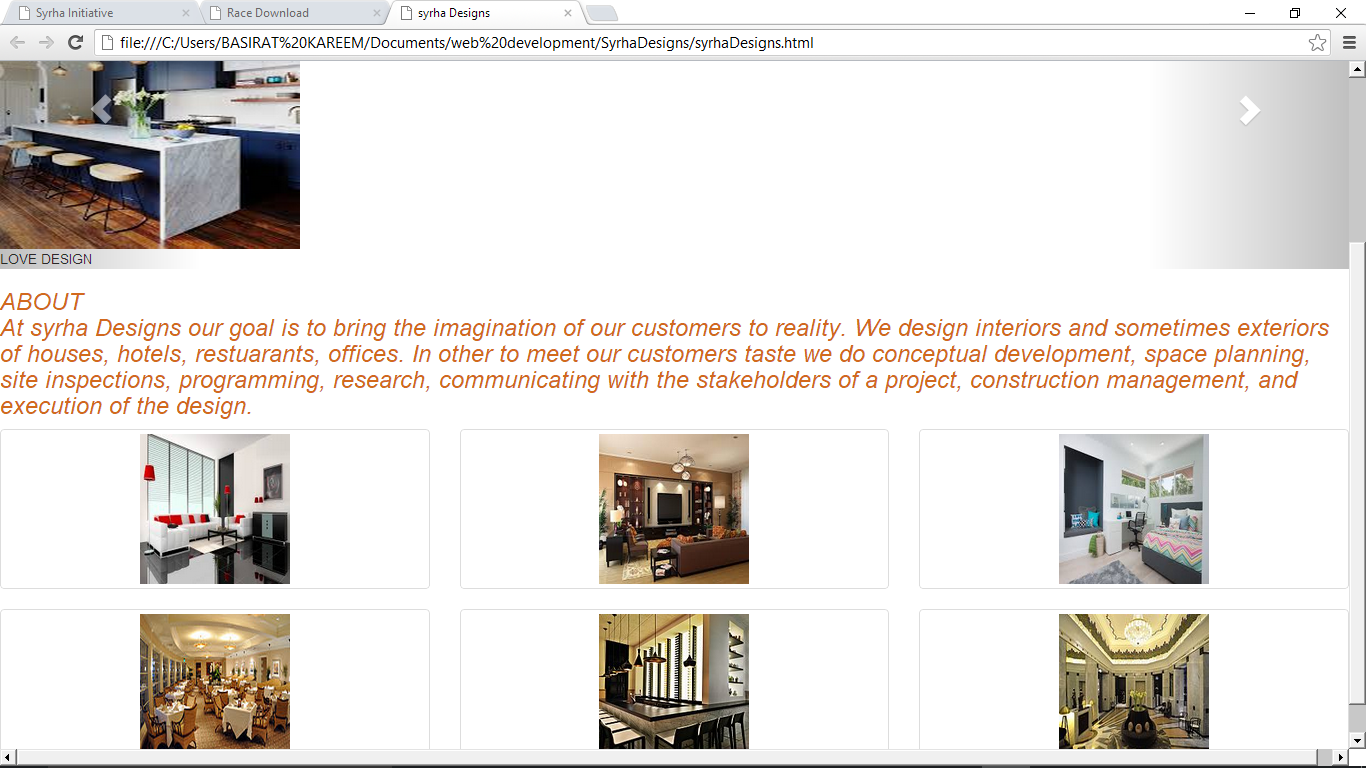 Syrha Initiative
Race Download
syrha Designs
file:///C:/Users/BASIRAT%20KAREEM/Documents/web%20development/SyrhaDesigns/syrhaDesigns.html
LOVE DESIGN
ABOUT
At syrha Designs our goal is to bring the imagination of our customers to reality. We design interiors and sometimes exteriors
of houses, hotels, restuarants, offices. In other to meet our customers taste we do conceptual development, space planning,
site inspections, programming, research, communicating with the stakeholders of a project, construction management, and
execution of the design.